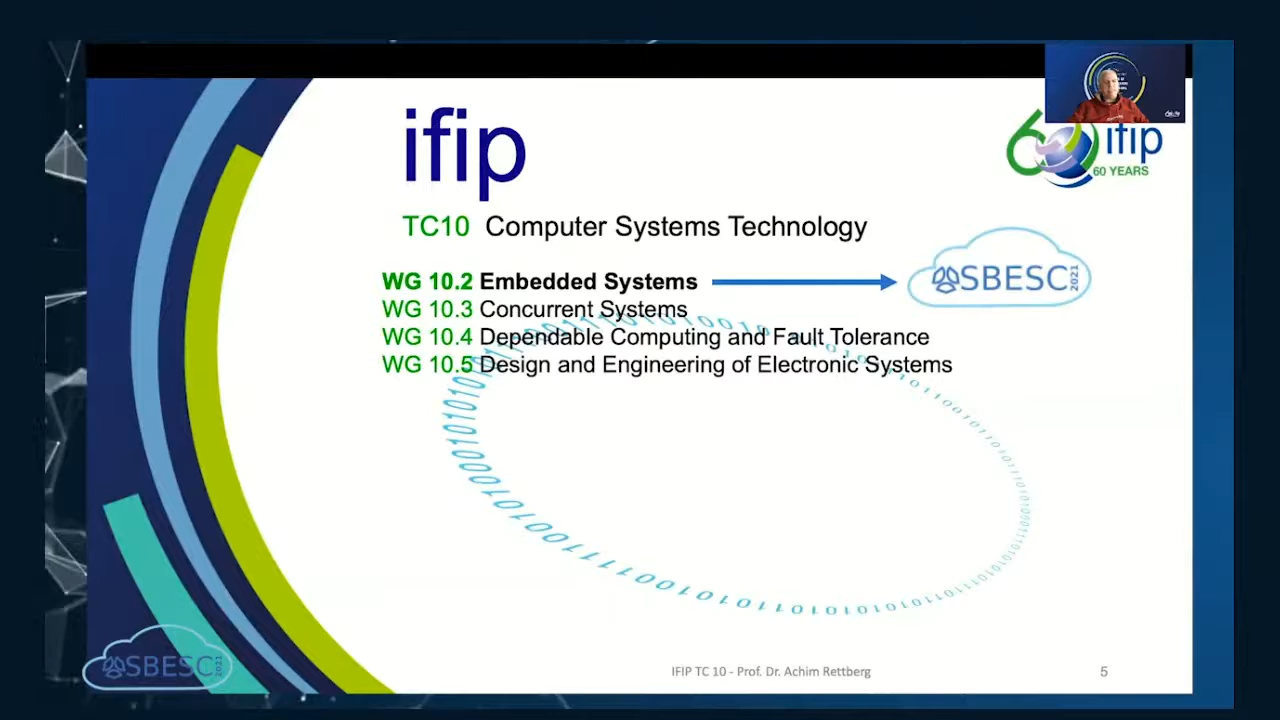 ifip
60 ifip
60 YEARS
TC10 Computer Systems Technology
WG 10.2 Embedded Systems
SBESC 2021
WG 10.3 Concurrent Systems
WG 10.4 Dependable Computing and Fault Tolerance
WG 10.5 Design and Engineering of Electronic Systems
SBESC 2021
IFIP TC 10 - Prof. Dr. Achim Rettberg
5